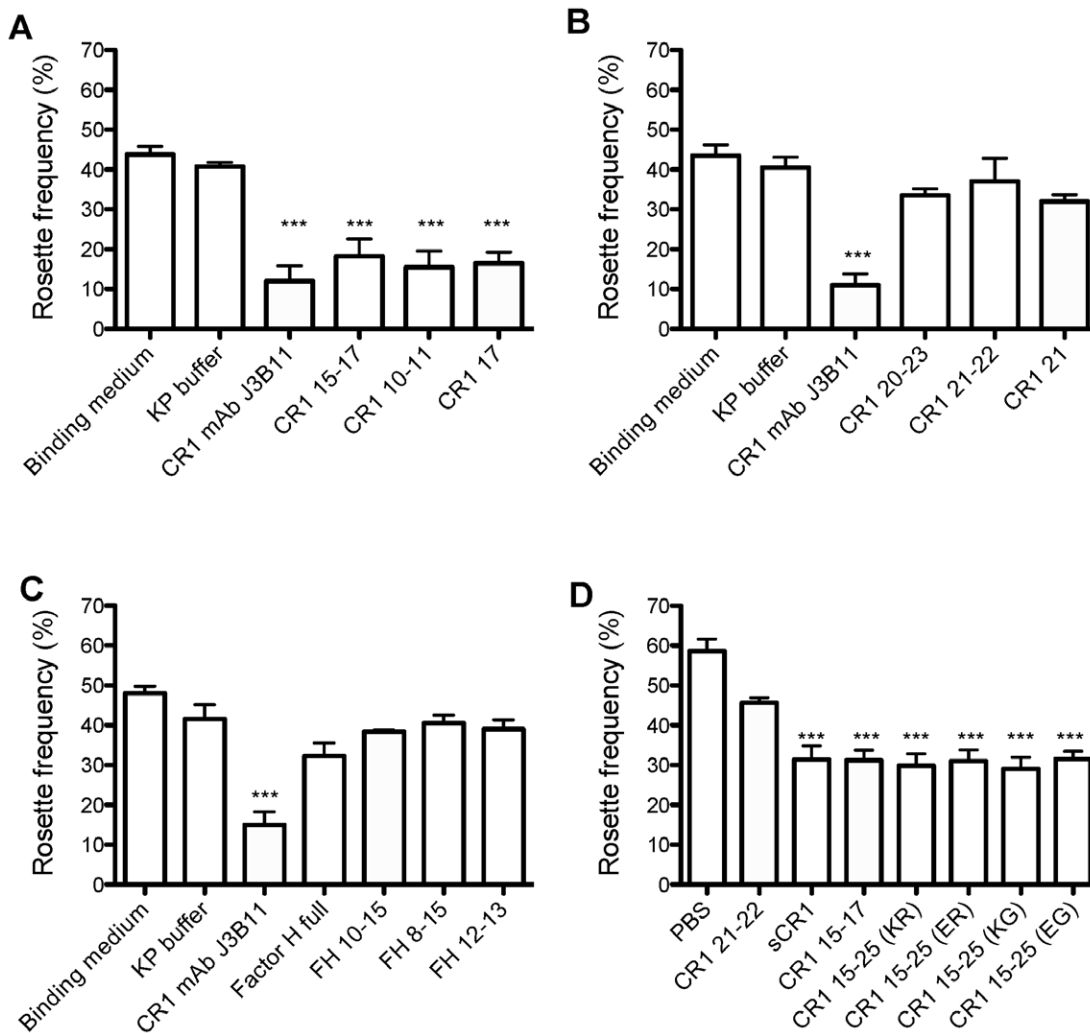 A
Rosette frequency (%)
70
60
50
40
30
20
10
0
*** *** *** ***
Binding medium
KP buffer
CR1 mAb J3B11
CR1 15-17
CR1 10-11
CR1 17
B
Rosette frequency (%)
70
60
50
40
30
20
10
0
***
Binding medium
KP buffer
CR1 mAb J3B11
CR1 20-23
CR1 21-22
CR1 21
C
Rosette frequency (%)
70
60
50
40
30
20
10
0
***
Binding medium
KP buffer
CR1 mAb J3B11
Factor H full
FH 10-15
FH 8-15
FH 12-13
D
Rosette frequency (%)
70
60
50
40
30
20
10
0
*** *** *** *** *** ***
PBS
CR1 21-22
sCR1
CR1 15-17
CR1 15-25 (KR)
CR1 15-25 (ER)
CR1 15-25 (KG)
CR1 15-25 (EG)